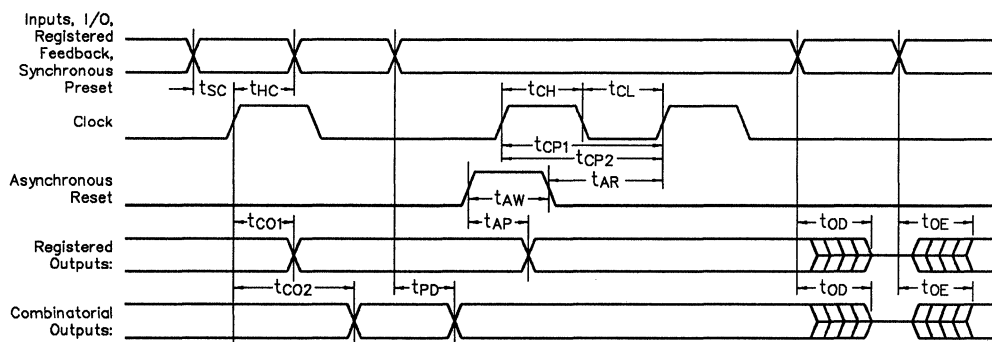 Inputs, I/O,
Registered
Feedback,
Synchronous
Preset
tSC
tHC
tCH
tCL
Clock
tCP1
tCP2
Asynchronous
Reset
tAR
tAW
tCO1
tAP
tOD
tOE
Registered
Outputs:
tCO2
tPD
tOD
tOE
Combinatorial
Outputs: